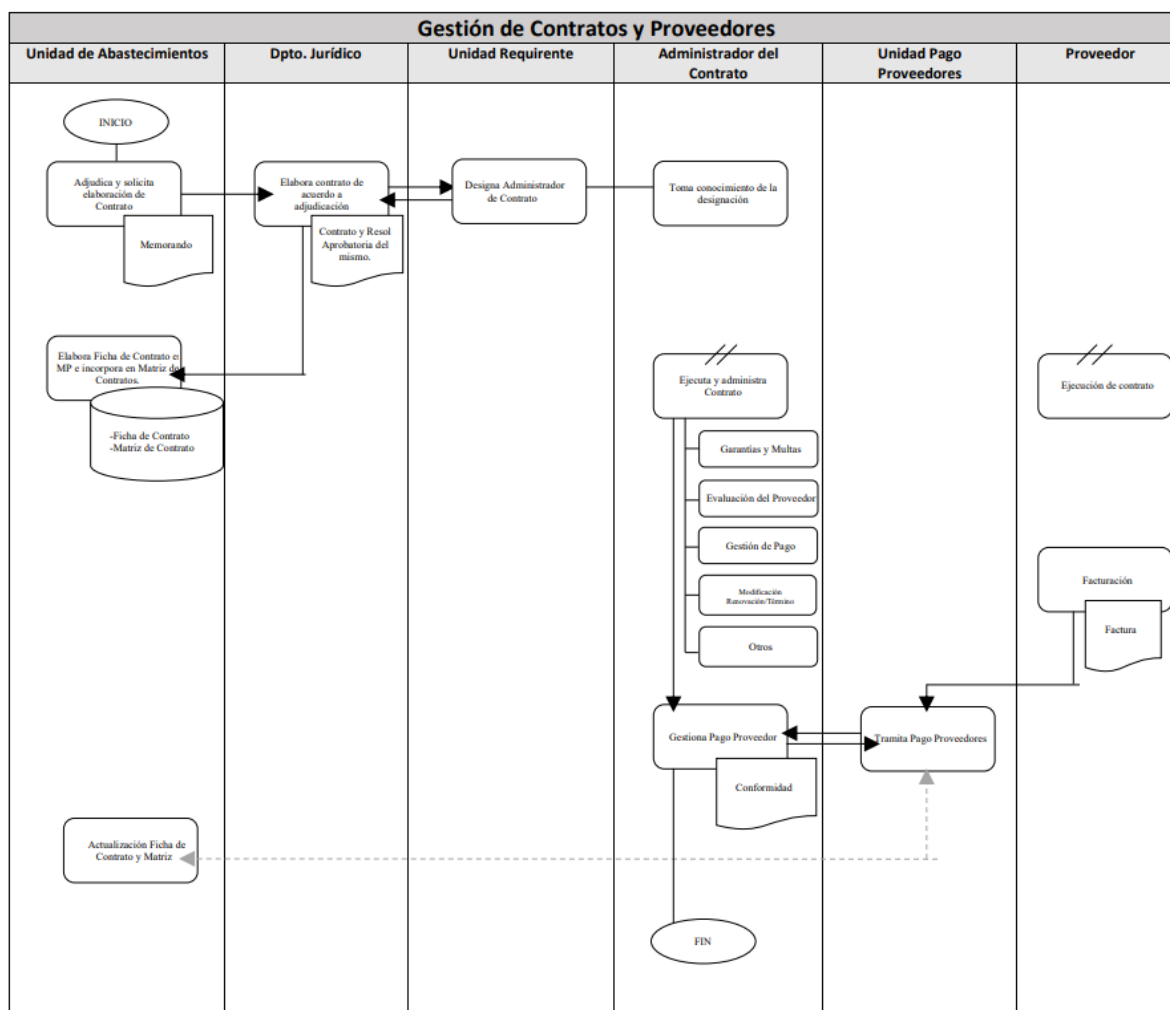 Gestión de Contratos y Proveedores
Unidad de Abastecimientos
Dpto. Jurídico
Unidad Requirente
Administrador del
Contrato
Unidad Pago
Proveedores
Proveedor
INICIO
Adjudica y solicita
elaboración de
Contrato
Memorando
Elabora contrato de
acuerdo a
adjudicación
Contrato y Resol
Aprobatoria del
mismo.
Designa Administrador
de Contrato
Toma conocimiento de la
designación
Elabora Ficha de Contrato e
MP e incorpora en Matriz de
Contratos.
-Ficha de Contrato
-Matriz de Contrato
Ejecuta y administra
Contrato
Ejecución de contrato
Garantías y Multas
Evaluación del Proveedor
Gestión de Pago
Modificación
Renovación/Término
Otros
Facturación
Factura
Gestiona Pago Proveedor
Tramita Pago Proveedores
Conformidad
Actualización Ficha de
Contrato y Matriz
FIN